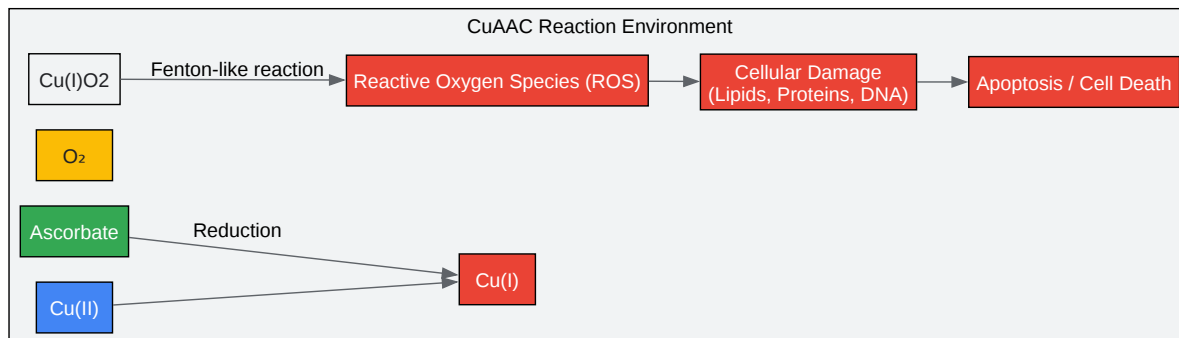 CuAAC Reaction Environment
Cu(I)O2
Fenton-like reaction
Reactive Oxygen Species (ROS)
Cellular Damage
(Lipids, Proteins, DNA)
Apoptosis / Cell Death
O₂
Ascorbate
Reduction
Cu(I)
Cu(II)